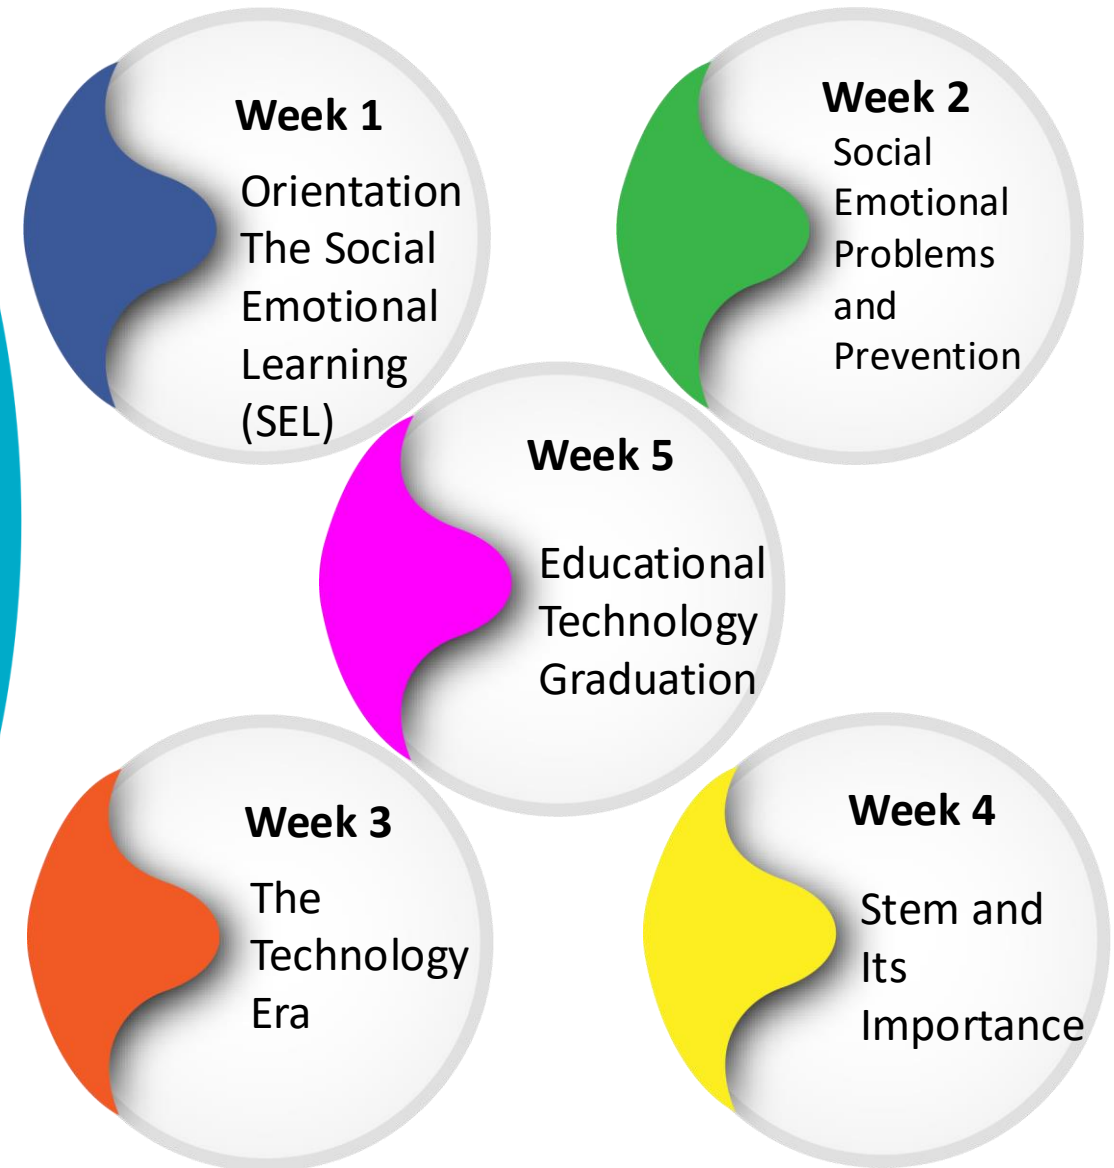 Week 1
Orientation
The Social
Emotional
Learning
(SEL)
Week 2
Social
Emotional
Problems
and
Prevention
Week 5
Educational
Technology
Graduation
Week 3
The
Technology
Era
Week 4
Stem and
Its
Importance